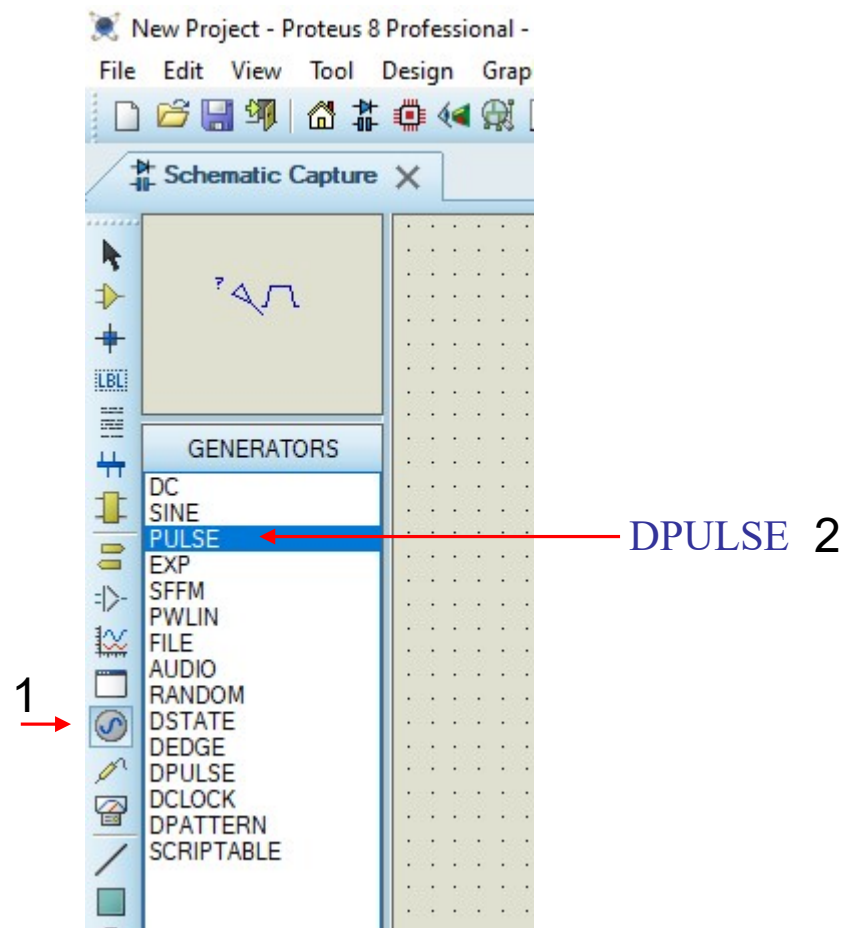 New Project - Proteus 8 Professional -
File Edit View Tool Design Grap
Schematic Capture
LBL
?
GENERATORS
DC
SINE
PULSE
DPULSE 2
EXP
SFFM
PWLIN
FILE
AUDIO
RANDOM
1
DSTATE
DEDGE
DPULSE
DCLOCK
DPATTERN
SCRIPTABLE